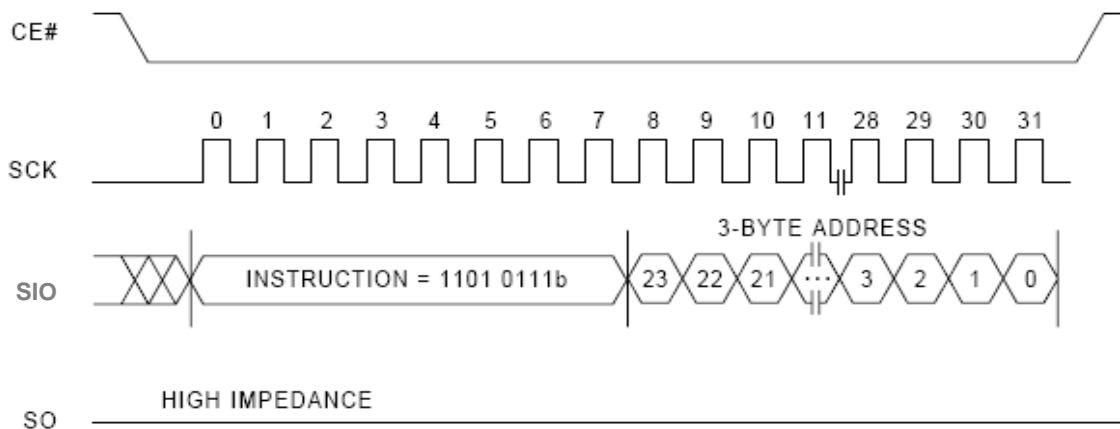 CE#
0 1 2 3 4 5 6 7 8 9 10 11 28 29 30 31
SCK
3-BYTE ADDRESS
SIO
INSTRUCTION = 1101 0111b 23 22 21 ... 3 2 1 0
HIGH IMPEDANCE
SO